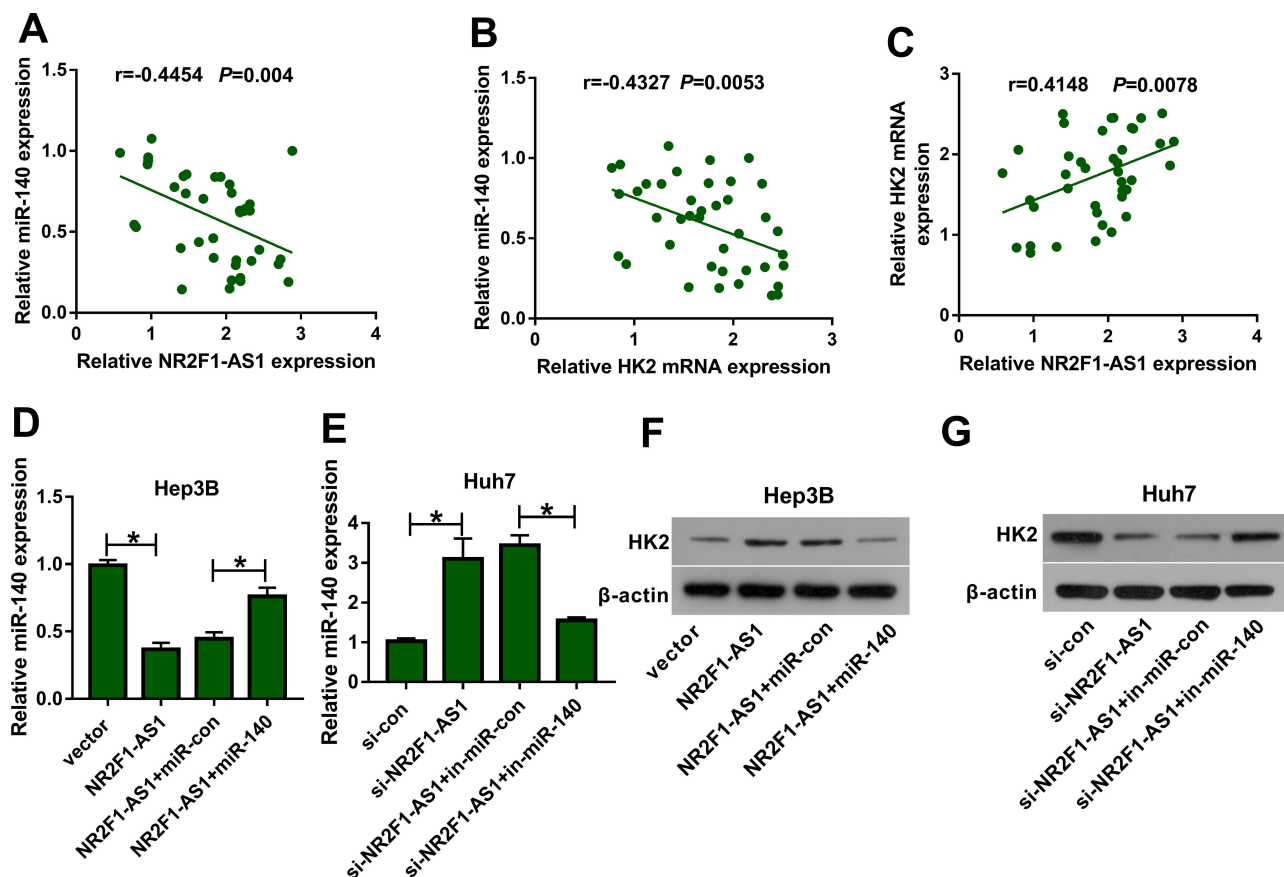 A
r=-0.4454 P=0.004
Relative miR-140 expression
1.5
1.0
0.5
0.0
0 1 2 3 4
Relative NR2F1-AS1 expression
B
r=-0.4327 P=0.0053
Relative miR-140 expression
1.5
1.0
0.5
0.0
0 1 2 3
Relative HK2 mRNA expression
C
r=0.4148 P=0.0078
Relative HK2 mRNA
expression
3
2
1
0
0 1 2 3 4
Relative NR2F1-AS1 expression
D
Hep3B
Relative miR-140 expression
1.5
1.0
0.5
0.0
* *
vector
NR2F1-AS1
NR2F1-AS1+miR-con
NR2F1-AS1+miR-140
E
Huh7
Relative miR-140 expression
4
3
2
1
0
* *
si-con
si-NR2F1-AS1
si-NR2F1-AS1+in-miR-con
si-NR2F1-AS1+in-miR-140
F
Hep3B
HK2
β-actin
vector
NR2F1-AS1
NR2F1-AS1+miR-con
NR2F1-AS1+miR-140
G
Huh7
HK2
β-actin
si-con
si-NR2F1-AS1
si-NR2F1-AS1+in-miR-con
si-NR2F1-AS1+in-miR-140